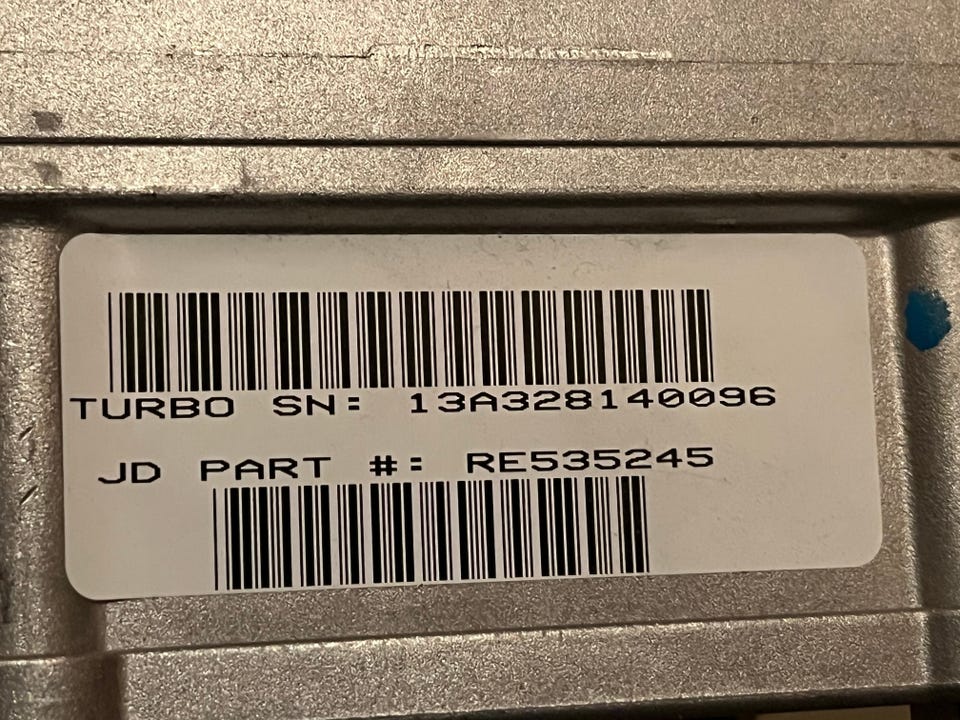 TURBO SN: 13A328140096
JD PART #: RE535245